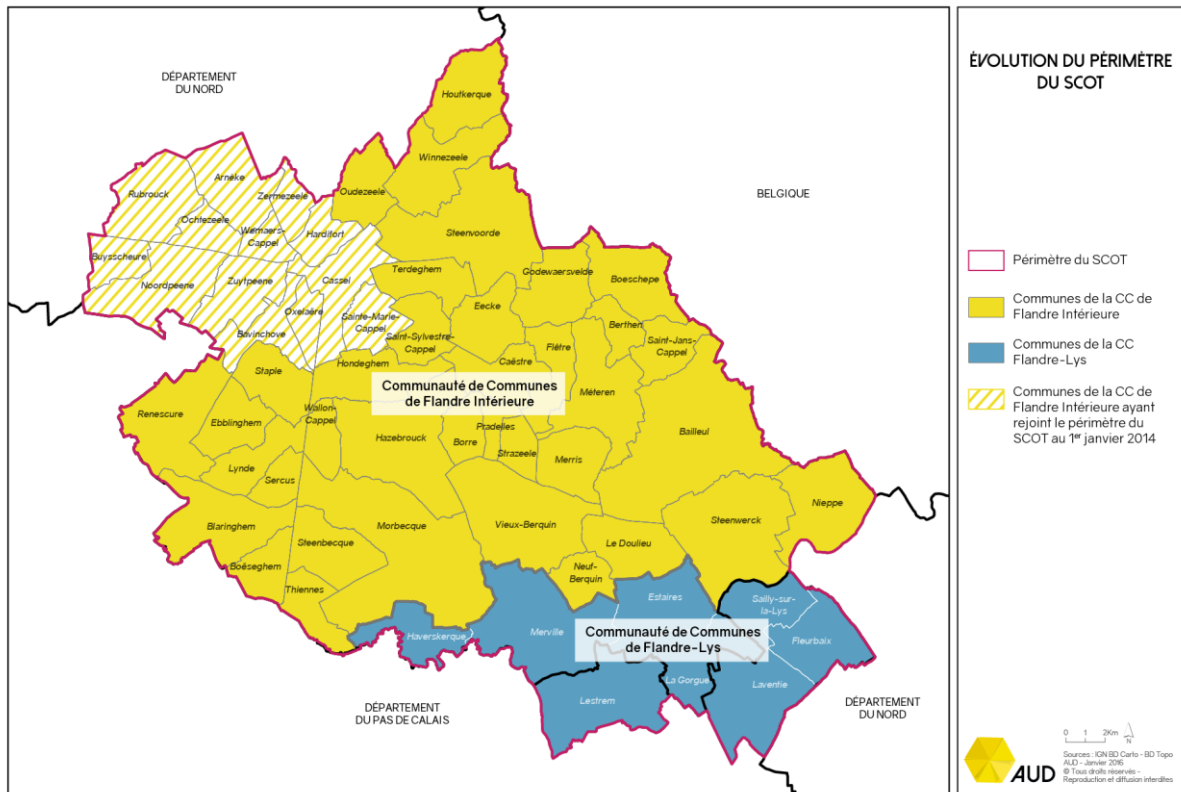 DÉPARTEMENT
DU NORD
Houtkerque
Winnezeele
Oudezeele
BELGIQUE
Arnèke
Rubrouck
Zermezeele
Ochtezeele
Wemaers-
Cappel
Hardifort
Steenvoorde
Buysscheure
Noordpeene
Zuytpeene
Cassel
Terdeghem
Godewaersvelde
Boeschepe
Oxelaëre
Sainte-Marie-
Cappel
Eecke
Bavinchove
Saint-Sylvestre-
Cappel
Berthen
Saint-Jans-
Cappel
Flêtre
Caëstre
Hondeghem
Staple
Communauté de Communes
de Flandre Intérieure
Méteren
Renescure
Ebblinghem
Wallon-
Cappel
Hazebrouck
Borre
Pradelles
Strazeele
Merris
Bailleul
Lynde
Sercus
Nieppe
Blaringhem
Morbecque
Vieux-Berquin
Steenwerck
Steenbecque
Le Doulieu
Boëseghem
Thiennes
Neuf-
Berquin
Estaires
Sailly-sur-
la-Lys
Haverskerque
Merville
Communauté de Communes
de Flandre-Lys
Fleurbaix
La Gorgue
Laventie
Lestrem
DÉPARTEMENT
DU PAS DE CALAIS
DÉPARTEMENT
DU NORD
ÉVOLUTION DU PÉRIMÈTRE
DU SCOT
Périmètre du SCOT
Communes de la CC de
Flandre Intérieure
Communes de la CC
Flandre-Lys
Communes de la CC de
Flandre Intérieure ayant
rejoint le périmètre du
SCOT au 1er janvier 2014
0 1 2Km
N
AUD
Sources : IGN BD Carto - BD Topo
AUD - Janvier 2016
© Tous droits réservés -
Reproduction et diffusion interdites